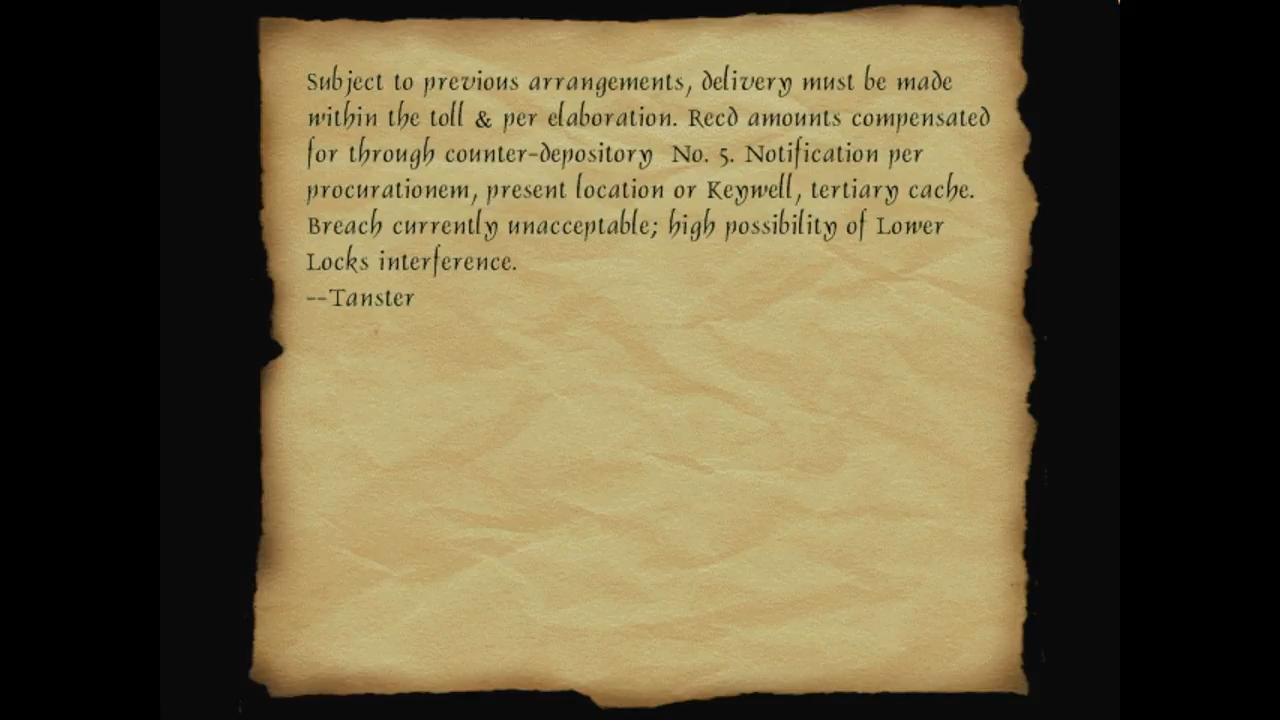 Subject to previous arrangements, delivery must be made
within the toll & per elaboration. Recd amounts compensated
for through counter-depository No. 5. Notification per
procurationem, present location or Keywell, tertiary cache.
Breach currently unacceptable; high possibility of Lower
Locks interference.
--Tanster